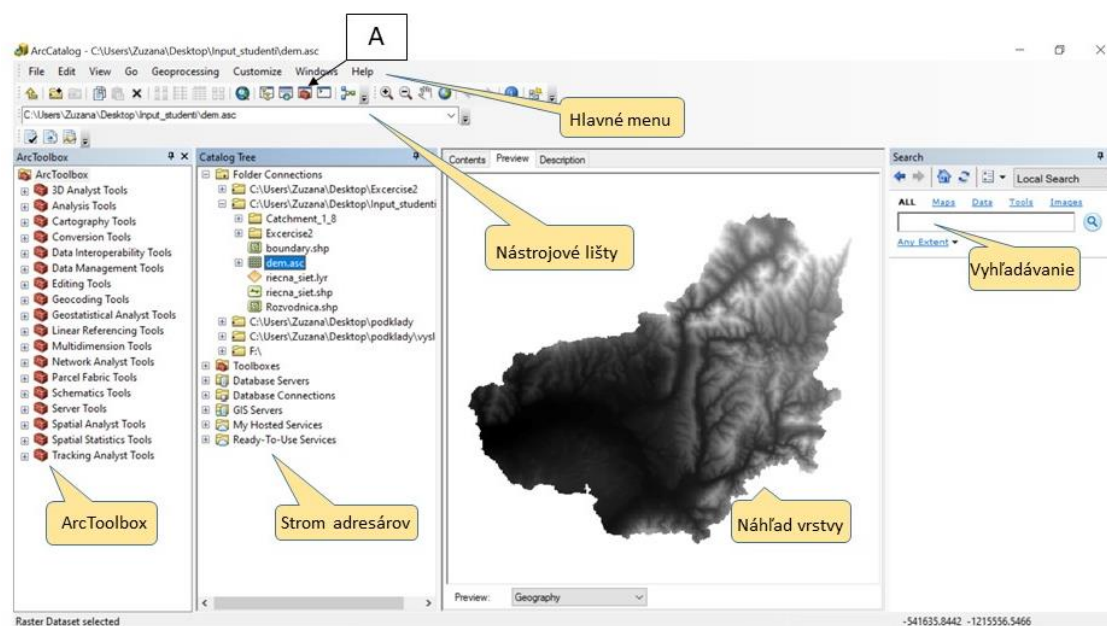 A
ArcCatalog - C:\Users\Zuzana\Desktop\Input_studenti\dem.asc
File Edit View Go Geoprocessing Customize Windows Help
C:\Users\Zuzana\Desktop\Input_studenti\dem.asc
Hlavné menu
ArcToolbox
ArcToolbox
3D Analyst Tools
Analysis Tools
Cartography Tools
Conversion Tools
Data Interoperability Tools
Data Management Tools
Editing Tools
Geocoding Tools
Geostatistical Analyst Tools
Linear Referencing Tools
Multidimension Tools
Network Analyst Tools
Parcel Fabric Tools
Schematics Tools
Server Tools
Spatial Analyst Tools
Spatial Statistics Tools
Tracking Analyst Tools
ArcToolbox
Catalog Tree
Folder Connections
C:\Users\Zuzana\Desktop\Excercise2
C:\Users\Zuzana\Desktop\Input_studenti
Catchment_1_8
Excercise2
boundary.shp
dem.asc
riecna_siet.lyr
riecna_siet.shp
Rozvodnica.shp
C:\Users\Zuzana\Desktop\podklady
C:\Users\Zuzana\Desktop\podklady\vysl
F:\
Toolboxes
Database Servers
Database Connections
GIS Servers
My Hosted Services
Ready-To-Use Services
Strom adresárov
Contents Preview Description
Nástrojové lišty
Náhľad vrstvy
Preview: Geography
Search
Local Search
ALL Maps Data Tools Images
Any Extent
Vyhľadávanie
Raster Dataset selected
-541635.8442 -1215556.5466